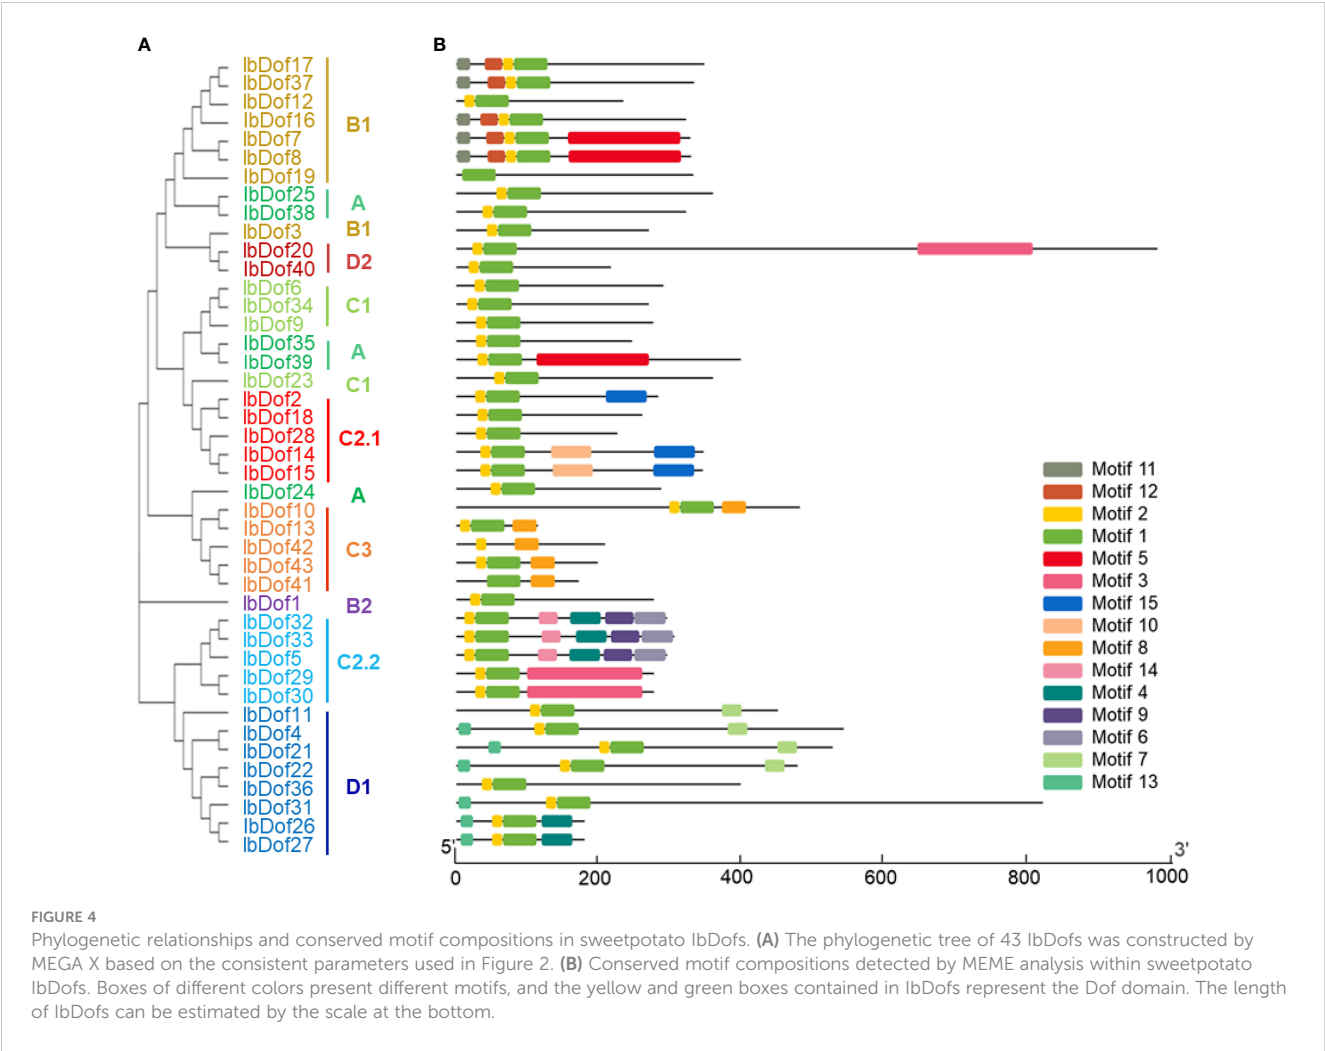 A
B
IbDof17
IbDof37
IbDof12
IbDof16
IbDof7
IbDof8
IbDof19
B1
IbDof25
IbDof38
A
IbDof3
B1
IbDof20
IbDof40
D2
IbDof6
IbDof34
IbDof9
C1
IbDof35
IbDof39
A
IbDof23
C1
IbDof2
IbDof18
IbDof28
IbDof14
IbDof15
C2.1
IbDof24
A
IbDof10
IbDof13
IbDof42
IbDof43
IbDof41
C3
IbDof1
B2
IbDof32
IbDof33
IbDof5
IbDof29
IbDof30
C2.2
IbDof11
IbDof4
IbDof21
IbDof22
IbDof36
IbDof31
IbDof26
IbDof27
D1
Motif 11
Motif 12
Motif 2
Motif 1
Motif 5
Motif 3
Motif 15
Motif 10
Motif 8
Motif 14
Motif 4
Motif 9
Motif 6
Motif 7
Motif 13
5'
3'
0 200 400 600 800 1000
FIGURE 4
Phylogenetic relationships and conserved motif compositions in sweetpotato IbDofs. (A) The phylogenetic tree of 43 IbDofs was constructed by
MEGA X based on the consistent parameters used in Figure 2. (B) Conserved motif compositions detected by MEME analysis within sweetpotato
IbDofs. Boxes of different colors present different motifs, and the yellow and green boxes contained in IbDofs represent the Dof domain. The length
of IbDofs can be estimated by the scale at the bottom.